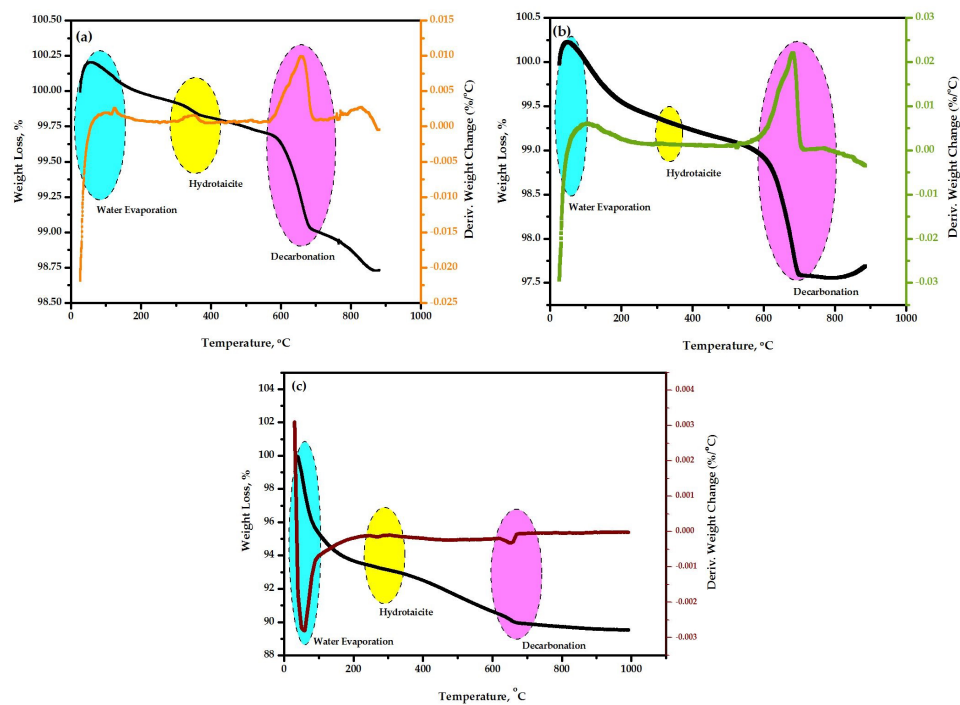 (a)
100.50
100.25
100.00
99.75
99.50
99.25
99.00
98.75
98.50
Weight Loss, %
0.015
0.010
0.005
0.000
-0.005
-0.010
-0.015
-0.020
-0.025
Deriv. Weight Change (%/°C)
Water Evaporation
Hydrotaicite
Decarbonation
0 200 400 600 800 1000
Temperature, °C
(b)
100.5
100.0
99.5
99.0
98.5
98.0
97.5
Weight Loss, %
0.03
0.02
0.01
0.00
-0.01
-0.02
-0.03
Deriv. Weight Change (%/°C)
Water Evaporation
Hydrotaicite
Decarbonation
0 200 400 600 800 1000
Temperature, °C
(c)
104
102
100
98
96
94
92
90
88
Weight Loss, %
0.004
0.003
0.002
0.001
0.000
-0.001
-0.002
-0.003
Deriv. Weight Change (%/°C)
Hydrotaicite
Water Evaporation
Decarbonation
0 200 400 600 800 1000
Temperature, °C